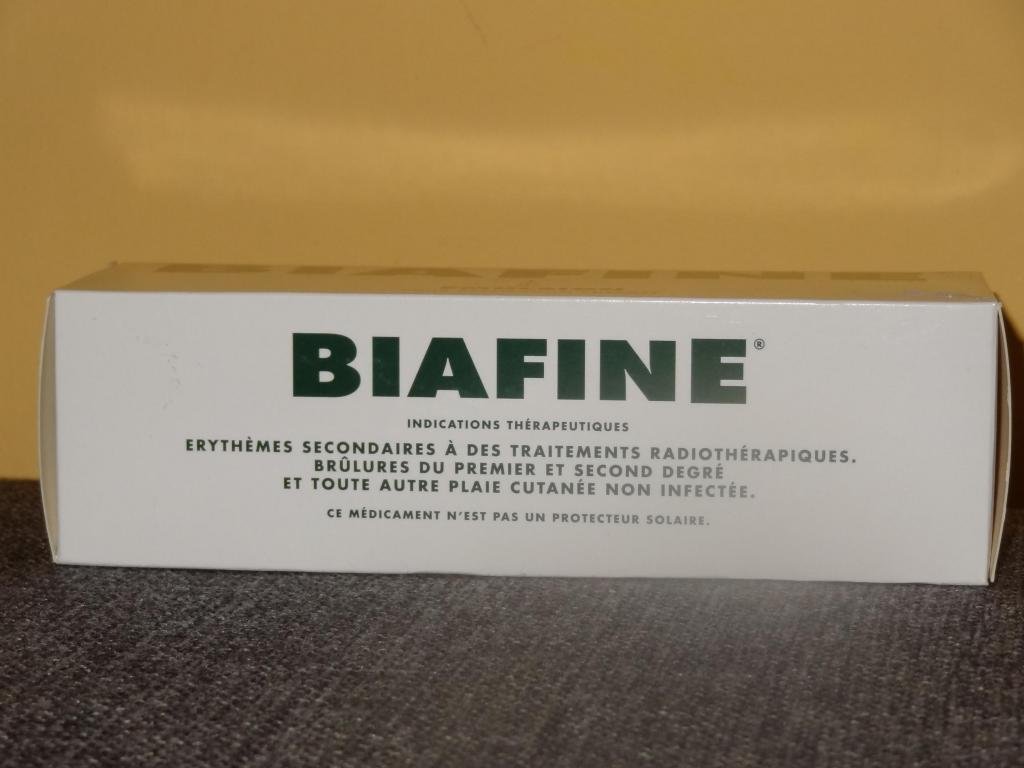 BIAFINE
BIAFINE®
INDICATIONS THÉRAPEUTIQUES
ERYTHÈMES SECONDAIRES À DES TRAITEMENTS RADIOTHÉRAPIQUES.
BRÛLURES DU PREMIER ET SECOND DEGRÉ
ET TOUTE AUTRE PLAIE CUTANÉE NON INFECTÉE.
CE MÉDICAMENT N'EST PAS UN PROTECTEUR SOLAIRE.